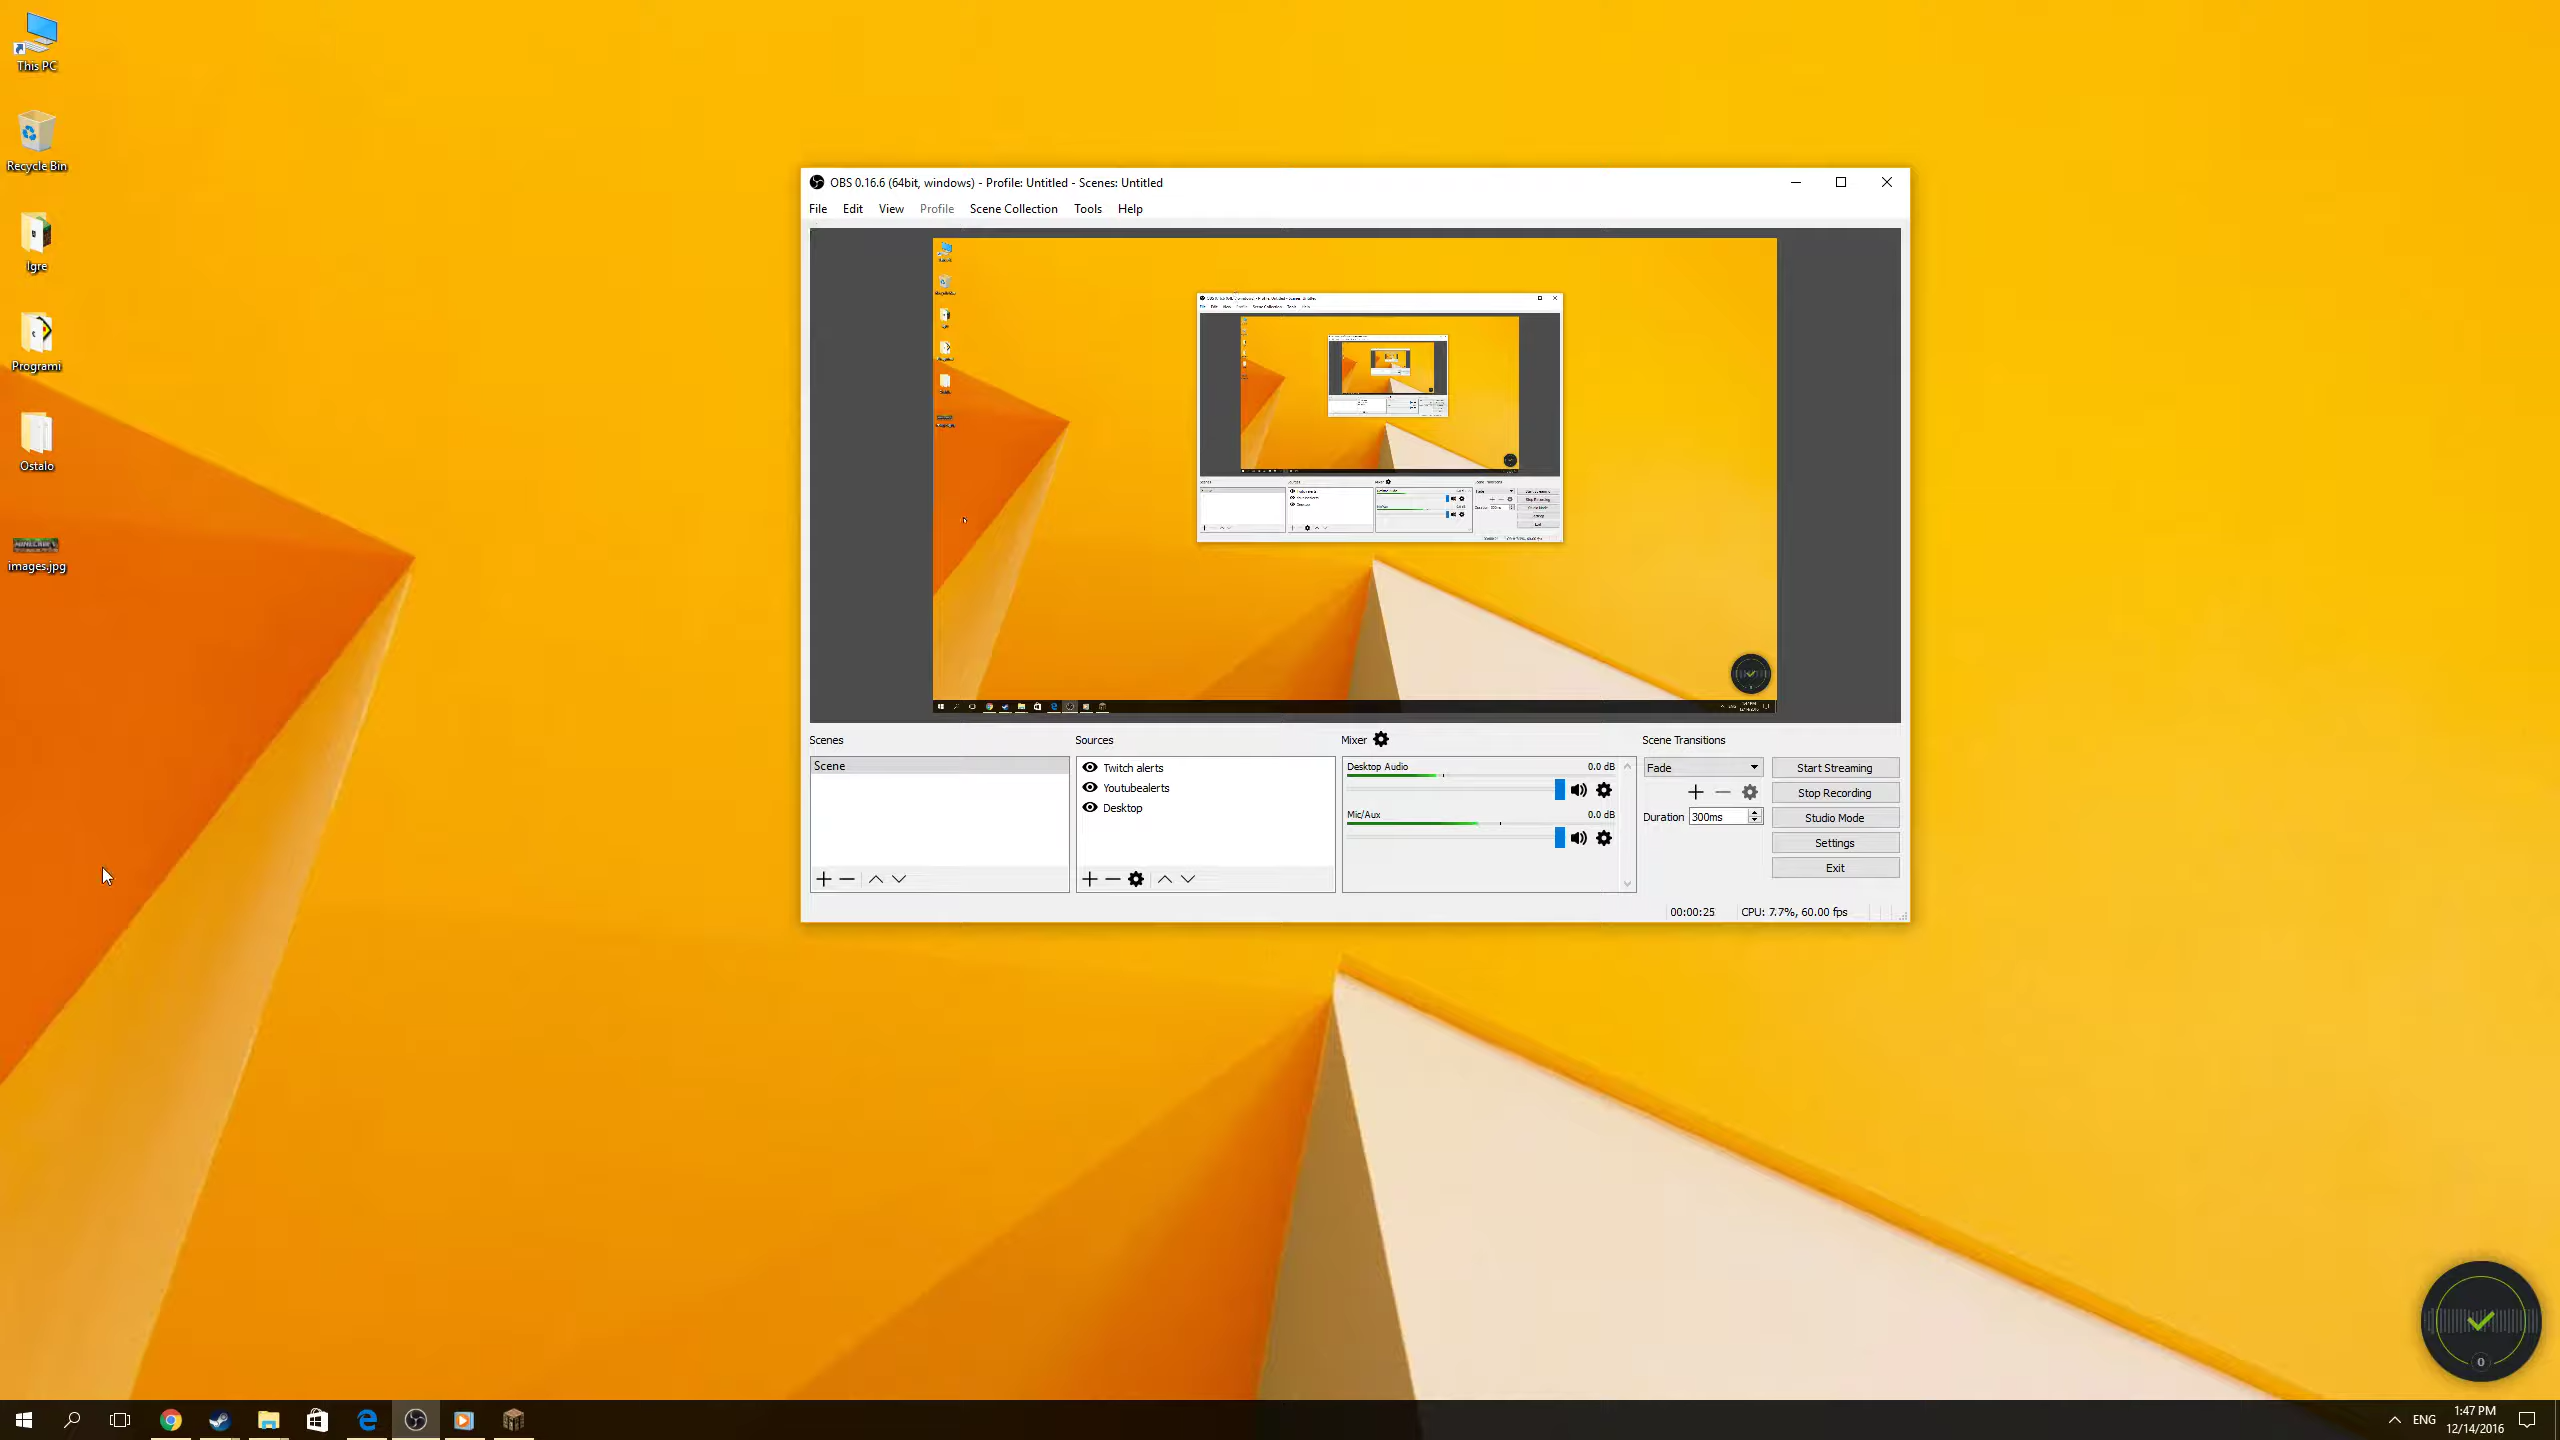 This PC
Recycle Bin
Igre
Programi
Ostalo
images.jpg
OBS 0.16.6 (64bit, windows) - Profile: Untitled - Scenes: Untitled
File Edit View Profile Scene Collection Tools Help
Scenes
Scene
Sources
Twitch alerts
Youtubealerts
Desktop
Mixer
Desktop Audio 0.0 dB
Mic/Aux 0.0 dB
Scene Transitions
Fade
Duration 300ms
Start Streaming
Stop Recording
Studio Mode
Settings
Exit
00:00:25 CPU: 7.7%, 60.00 fps
0
ENG
1:47 PM
12/14/2016